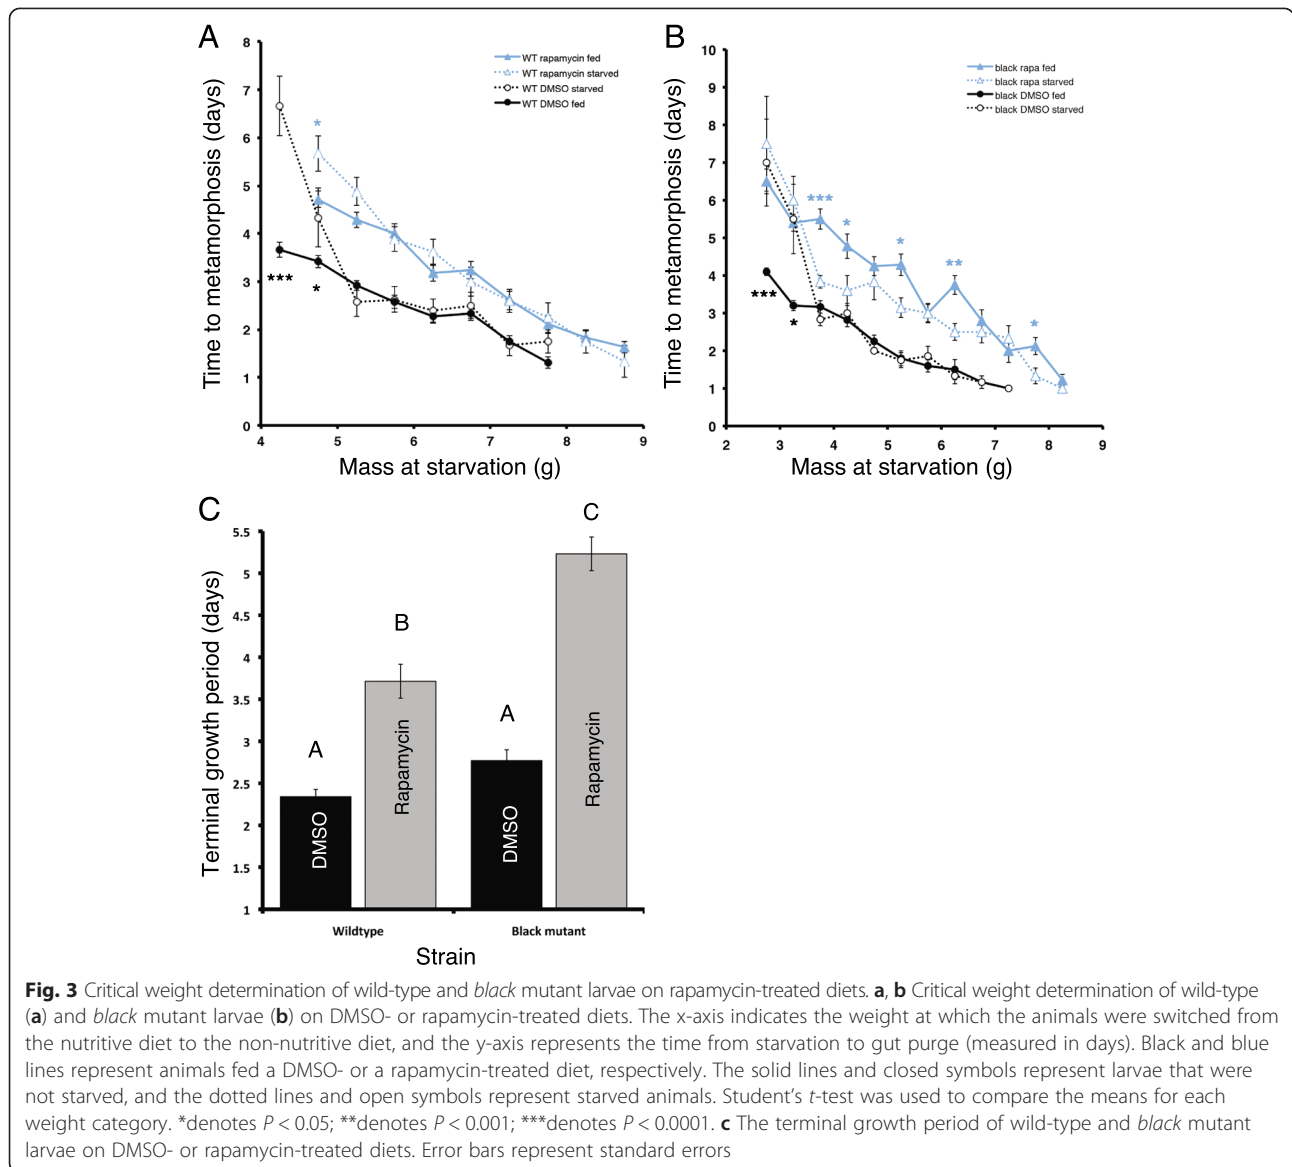 A
8
7
6
5
4
3
2
1
0
4
5
6
7
8
9
Time to metamorphosis (days)
Mass at starvation (g)
WT rapamycin fed
WT rapamycin starved
WT DMSO starved
WT DMSO fed
*
***
*
B
10
9
8
7
6
5
4
3
2
1
0
2
3
4
5
6
7
8
9
Time to metamorphosis (days)
Mass at starvation (g)
black rapa fed
black rapa starved
black DMSO fed
black DMSO starved
***
*
*
**
*
***
*
C
5.5
5
4.5
4
3.5
3
2.5
2
1.5
1
Terminal growth period (days)
A
B
A
C
DMSO
Rapamycin
DMSO
Rapamycin
Wildtype
Black mutant
Strain
Fig. 3 Critical weight determination of wild-type and black mutant larvae on rapamycin-treated diets. a, b Critical weight determination of wild-type
(a) and black mutant larvae (b) on DMSO- or rapamycin-treated diets. The x-axis indicates the weight at which the animals were switched from
the nutritive diet to the non-nutritive diet, and the y-axis represents the time from starvation to gut purge (measured in days). Black and blue
lines represent animals fed a DMSO- or a rapamycin-treated diet, respectively. The solid lines and closed symbols represent larvae that were
not starved, and the dotted lines and open symbols represent starved animals. Student's t-test was used to compare the means for each
weight category. *denotes P < 0.05; **denotes P < 0.001; ***denotes P < 0.0001. c The terminal growth period of wild-type and black mutant
larvae on DMSO- or rapamycin-treated diets. Error bars represent standard errors